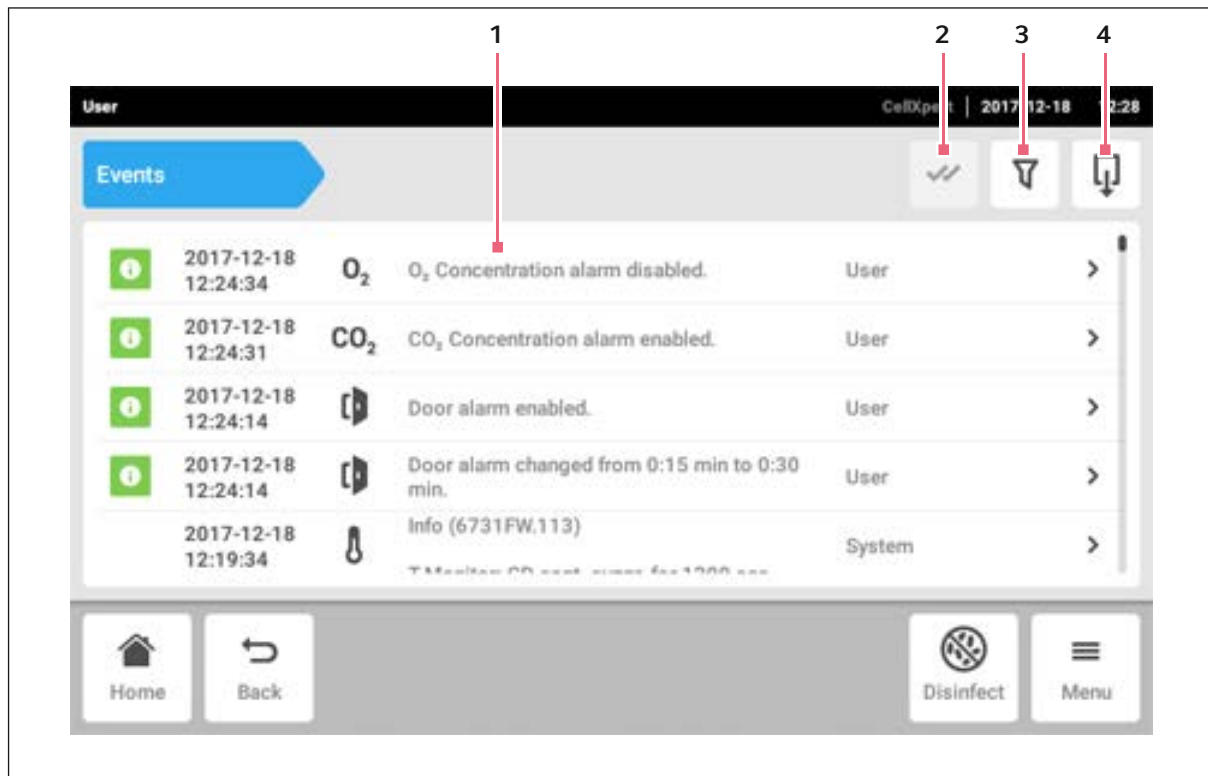 1 2 3 4
User CellXpert | 2017-12-18 12:28
Events
2017-12-18
12:24:34
O₂ O₂ Concentration alarm disabled. User
2017-12-18
12:24:31
CO₂ CO₂ Concentration alarm enabled. User
2017-12-18
12:24:14
Door alarm enabled. User
2017-12-18
12:24:14
Door alarm changed from 0:15 min to 0:30
min.
User
2017-12-18
12:19:34
Info (6731FW.113)
System
Home Back Disinfect Menu